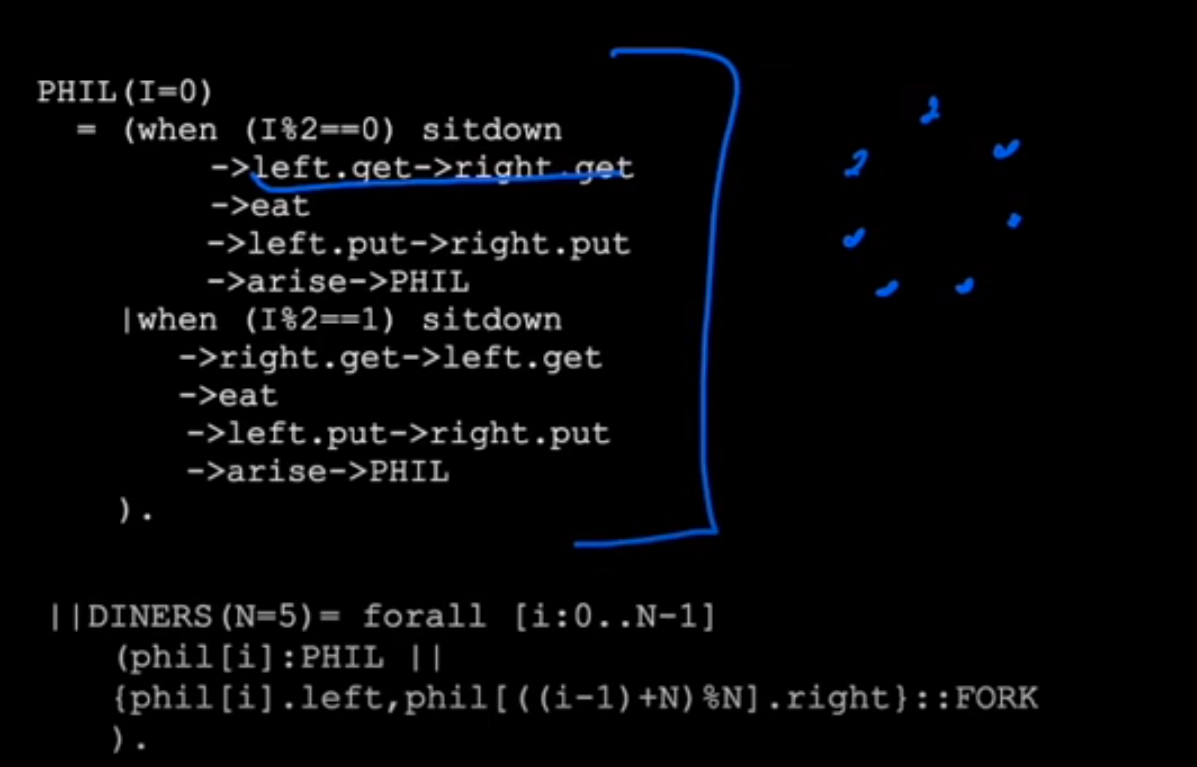 PHIL(I=0)
= (when (I%2==0) sitdown
->left.get->right.get
->eat
->left.put->right.put
->arise->PHIL
|when (I%2==1) sitdown
->right.get->left.get
->eat
->left.put->right.put
->arise->PHIL
).
||DINERS(N=5)= forall [i:0..N-1]
(phil[i]:PHIL ||
{phil[i].left,phil[((i-1)+N)%N].right}::FORK
).